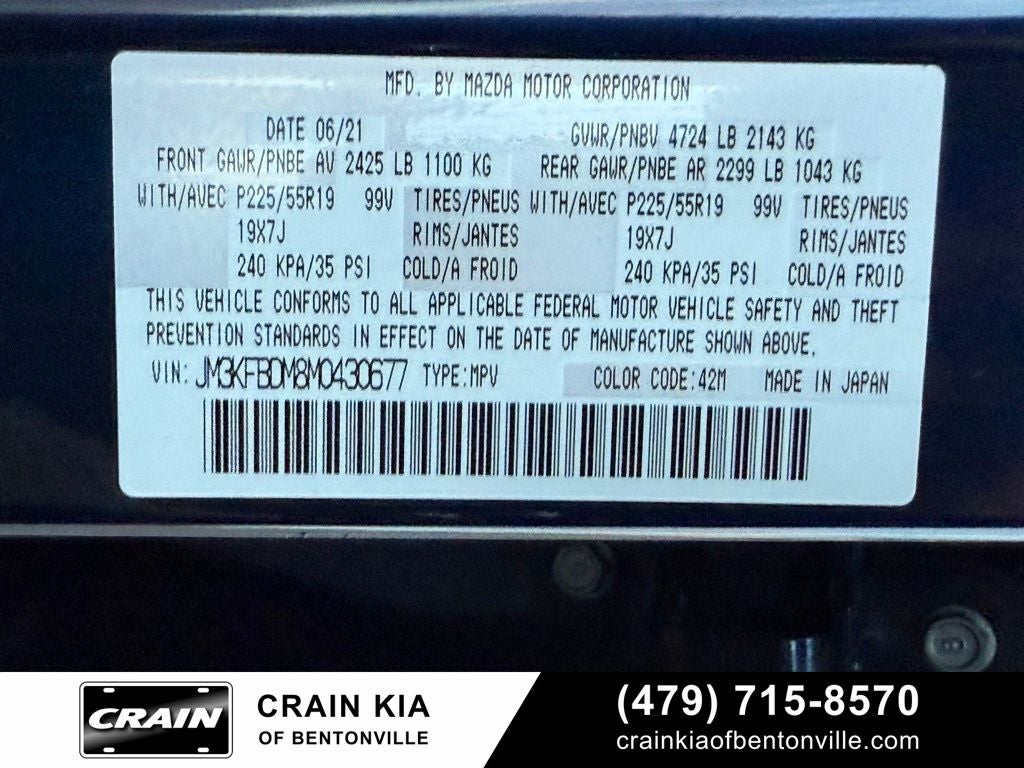 MFD. BY MAZDA MOTOR CORPORATION
DATE 06/21 GVWR/PNBV 4724 LB 2143 KG
FRONT GAWR/PNBE AV 2425 LB 1100 KG REAR GAWR/PNBE AR 2299 LB 1043 KG
WITH/AVEC P225/55R19 99V TIRES/PNEUS WITH/AVEC P225/55R19 99V TIRES/PNEUS
19X7J RIMS/JANTES 19X7J RIMS/JANTES
240 KPA/35 PSI COLD/A FROID 240 KPA/35 PSI COLD/A FROID
THIS VEHICLE CONFORMS TO ALL APPLICABLE FEDERAL MOTOR VEHICLE SAFETY AND THEFT
PREVENTION STANDARDS IN EFFECT ON THE DATE OF MANUFACTURE SHOWN ABOVE.
VIN: JM3KFBDM8M0430677 TYPE:MPV COLOR CODE:42M MADE IN JAPAN
CRAIN
CRAIN KIA
OF BENTONVILLE
(479) 715-8570
crainkiaofbentonville.com